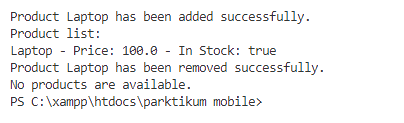 Product Laptop has been added successfully.
Product list:
Laptop - Price: 100.0 - In Stock: true
Product Laptop has been removed successfully.
No products are available.
PS C:\xampp\htdocs\parktikum mobile>